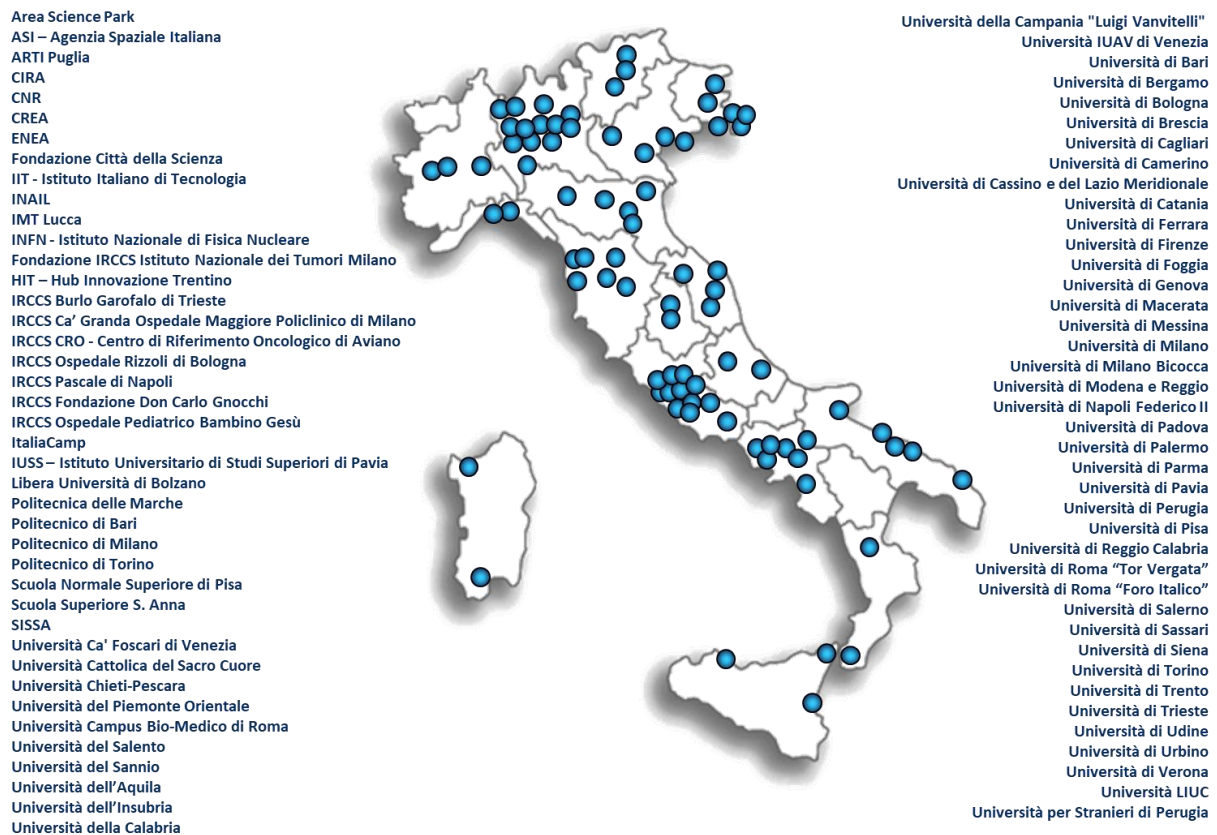 Area Science Park
ASI – Agenzia Spaziale Italiana
ARTI Puglia
CIRA
CNR
CREA
ENEA
Fondazione Città della Scienza
IIT - Istituto Italiano di Tecnologia
INAIL
IMT Lucca
INFN - Istituto Nazionale di Fisica Nucleare
Fondazione IRCCS Istituto Nazionale dei Tumori Milano
HIT – Hub Innovazione Trentino
IRCCS Burlo Garofalo di Trieste
IRCCS Ca’ Granda Ospedale Maggiore Policlinico di Milano
IRCCS CRO - Centro di Riferimento Oncologico di Aviano
IRCCS Ospedale Rizzoli di Bologna
IRCCS Pascale di Napoli
IRCCS Fondazione Don Carlo Gnocchi
IRCCS Ospedale Pediatrico Bambino Gesù
ItaliaCamp
IUSS – Istituto Universitario di Studi Superiori di Pavia
Libera Università di Bolzano
Politecnica delle Marche
Politecnico di Bari
Politecnico di Milano
Politecnico di Torino
Scuola Normale Superiore di Pisa
Scuola Superiore S. Anna
SISSA
Università Ca' Foscari di Venezia
Università Cattolica del Sacro Cuore
Università Chieti-Pescara
Università del Piemonte Orientale
Università Campus Bio-Medico di Roma
Università del Salento
Università del Sannio
Università dell’Aquila
Università dell’Insubria
Università della Calabria
Università della Campania "Luigi Vanvitelli"
Università IUAV di Venezia
Università di Bari
Università di Bergamo
Università di Bologna
Università di Brescia
Università di Cagliari
Università di Camerino
Università di Cassino e del Lazio Meridionale
Università di Catania
Università di Ferrara
Università di Firenze
Università di Foggia
Università di Genova
Università di Macerata
Università di Messina
Università di Milano
Università di Milano Bicocca
Università di Modena e Reggio
Università di Napoli Federico II
Università di Padova
Università di Palermo
Università di Parma
Università di Pavia
Università di Perugia
Università di Pisa
Università di Reggio Calabria
Università di Roma “Tor Vergata”
Università di Roma “Foro Italico”
Università di Salerno
Università di Sassari
Università di Siena
Università di Torino
Università di Trento
Università di Trieste
Università di Udine
Università di Urbino
Università di Verona
Università LIUC
Università per Stranieri di Perugia